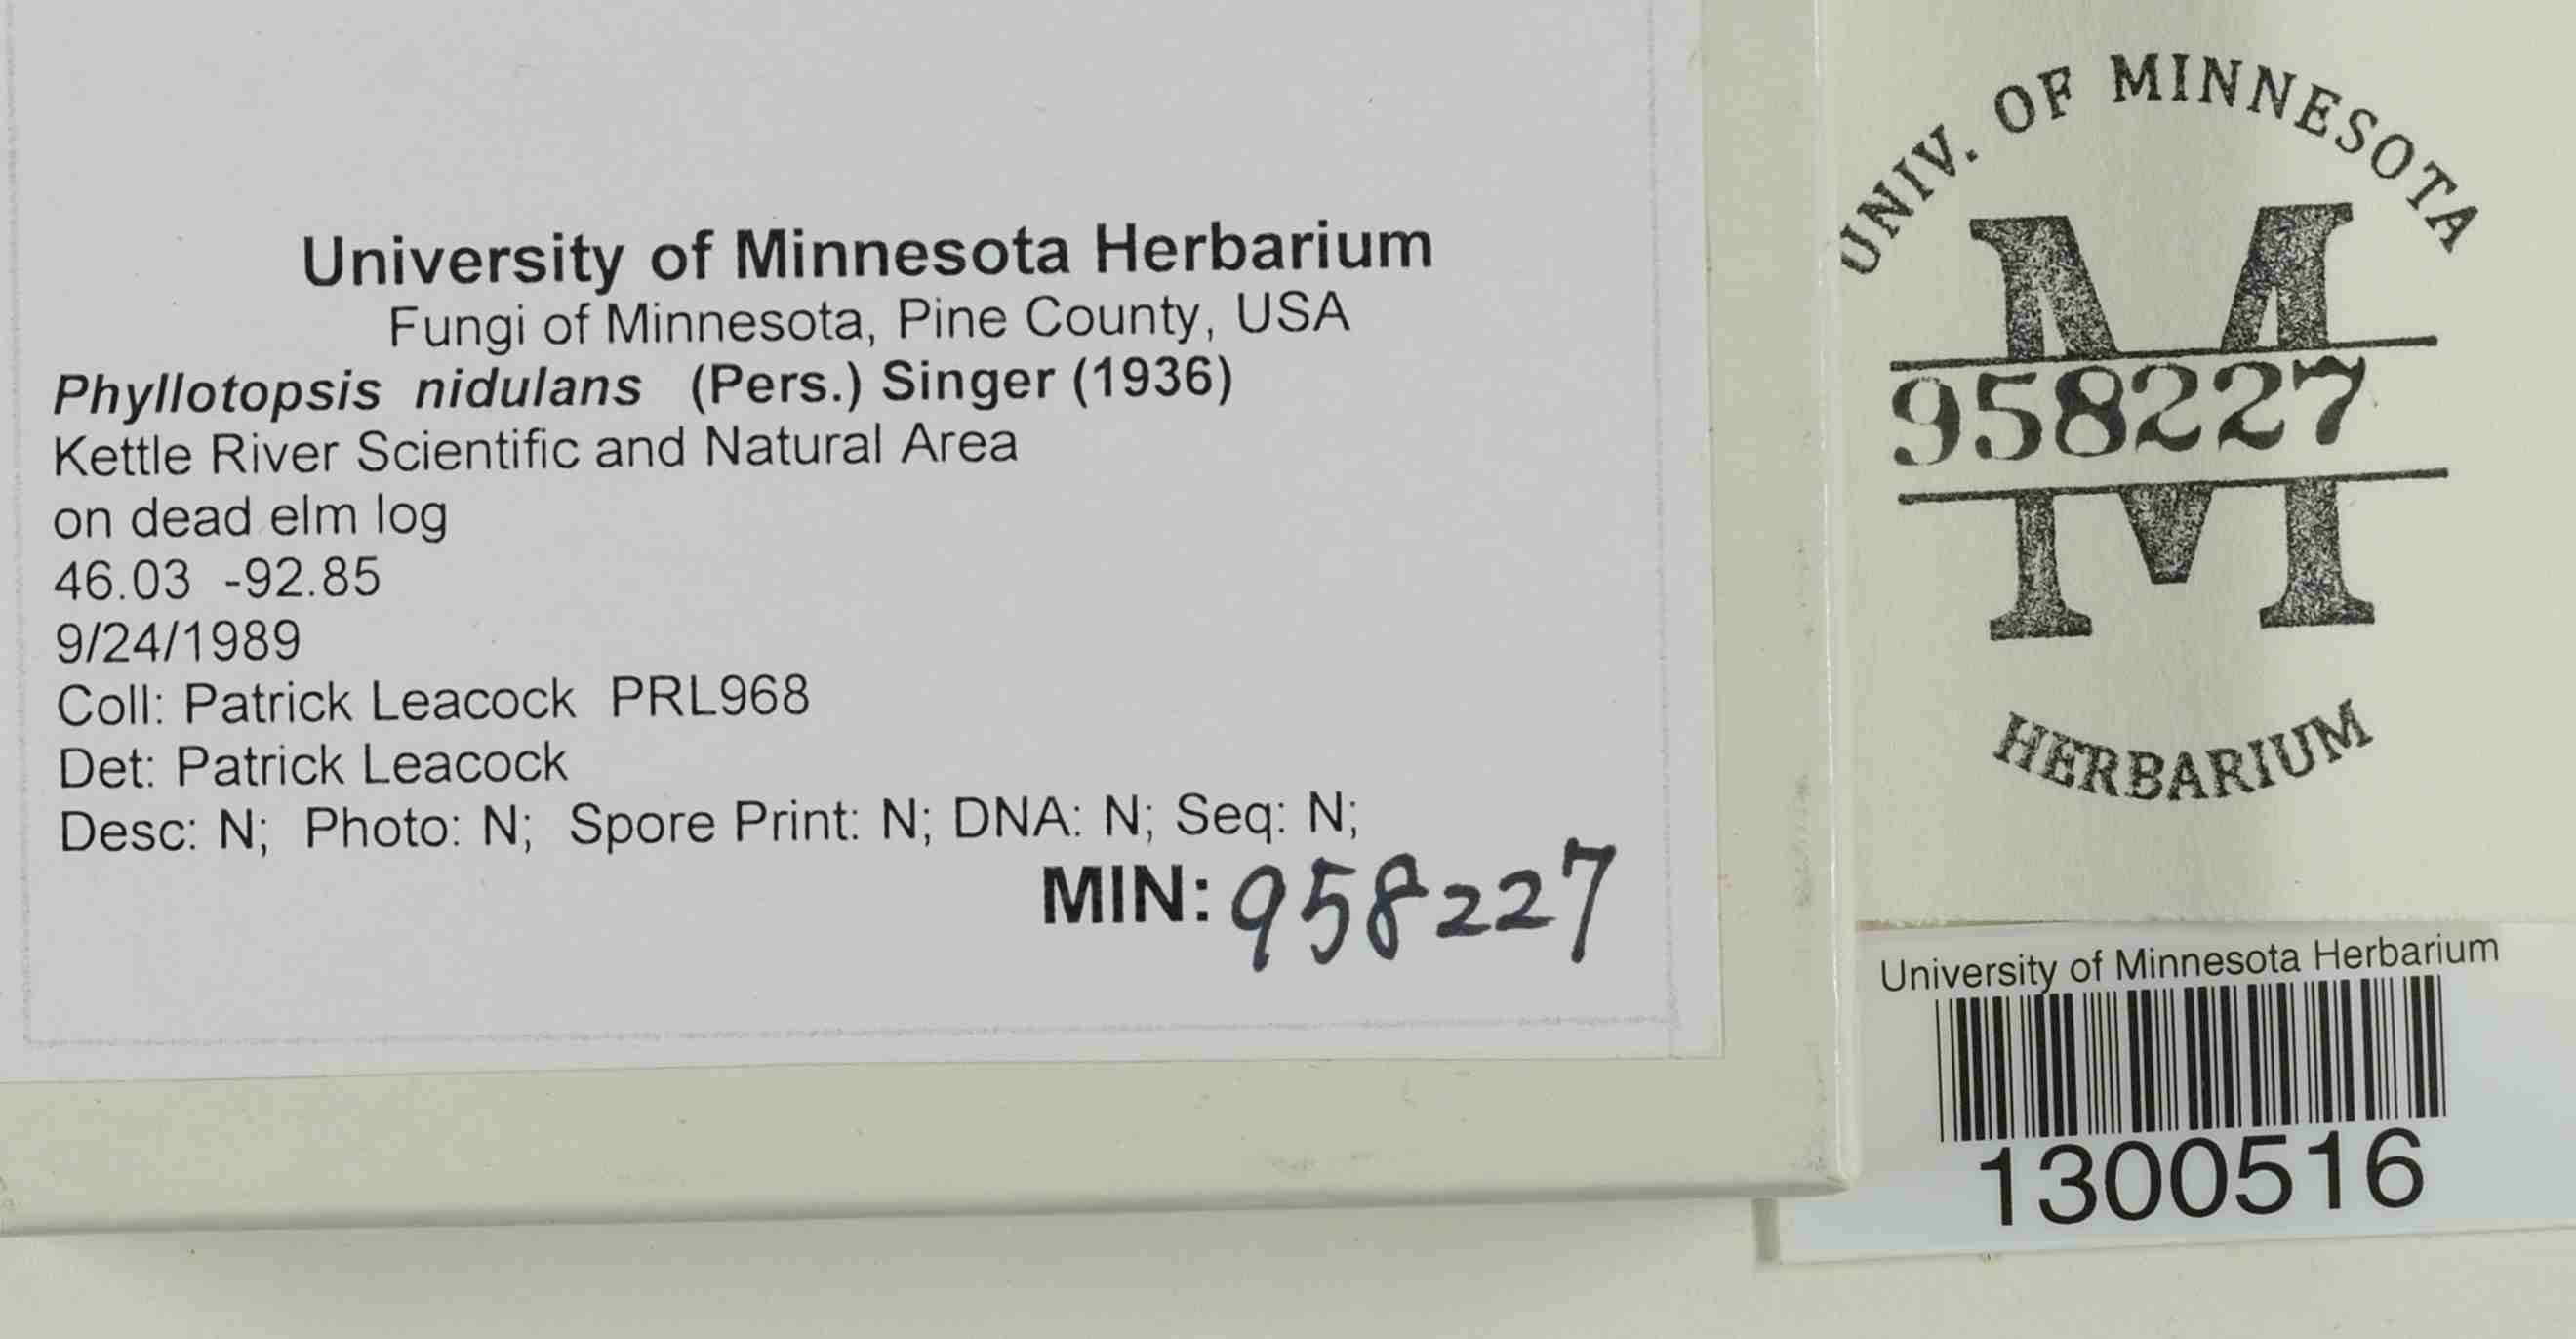 University of Minnesota Herbarium
Fungi of Minnesota, Pine County, USA
Phyllotopsis nidulans (Pers.) Singer (1936)
Kettle River Scientific and Natural Area
on dead elm log
46.03 -92.85
9/24/1989
Coll: Patrick Leacock PRL968
Det: Patrick Leacock
Desc: N; Photo: N; Spore Print: N; DNA: N; Seq: N;
MIN: 958227
UNIV. OF MINNESOTA
M
958227
HERBARIUM
University of Minnesota Herbarium
1300516